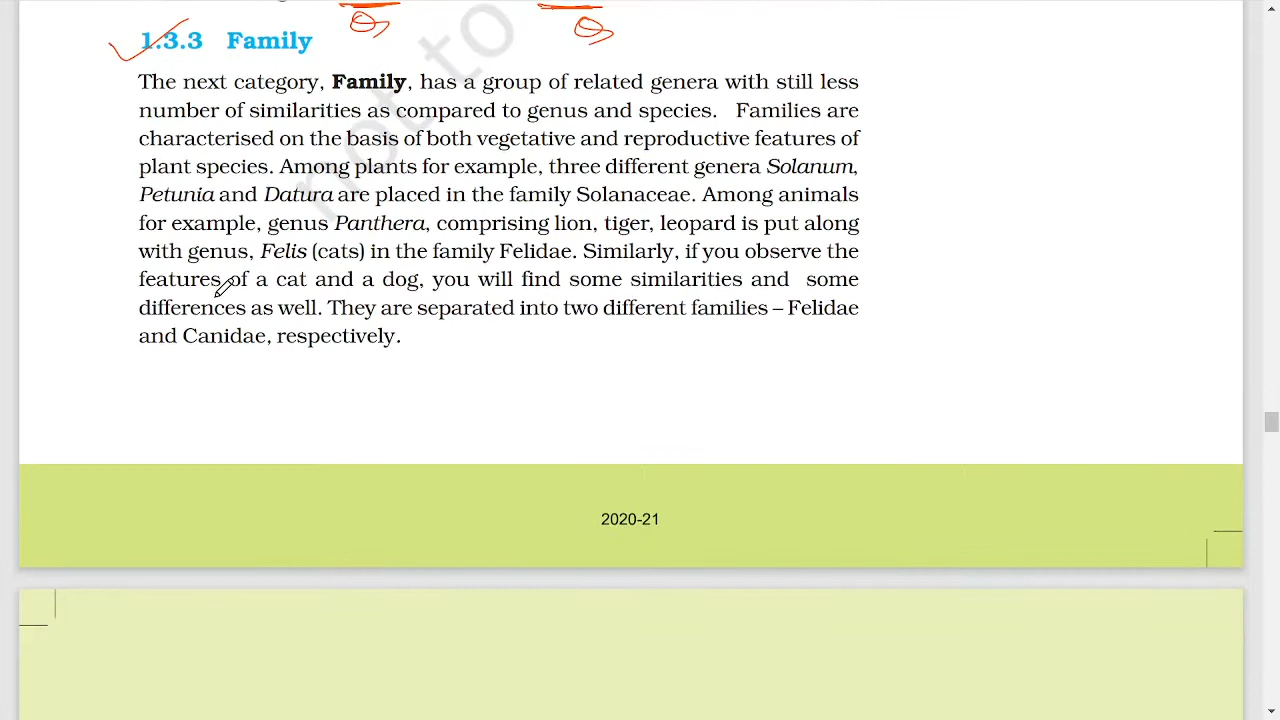 1.3.3 Family
The next category, Family, has a group of related genera with still less
number of similarities as compared to genus and species. Families are
characterised on the basis of both vegetative and reproductive features of
plant species. Among plants for example, three different genera Solanum,
Petunia and Datura are placed in the family Solanaceae. Among animals
for example, genus Panthera, comprising lion, tiger, leopard is put along
with genus, Felis (cats) in the family Felidae. Similarly, if you observe the
features of a cat and a dog, you will find some similarities and some
differences as well. They are separated into two different families – Felidae
and Canidae, respectively.
not to
2020-21